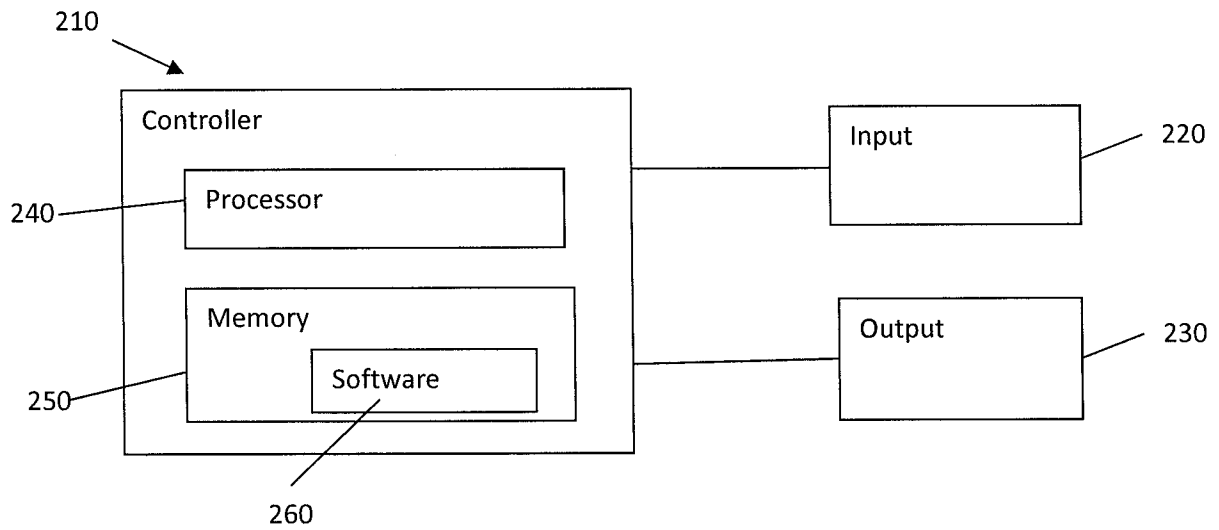 210
Controller
Input
220
Processor
240
Memory
Output
230
Software
250
260